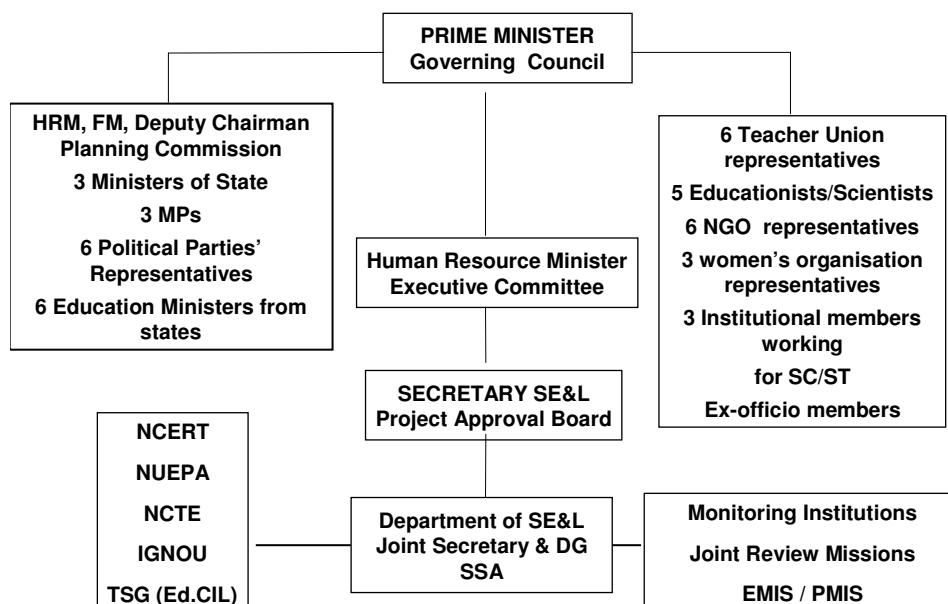 PRIME MINISTER
Governing Council
HRM, FM, Deputy Chairman
Planning Commission
3 Ministers of State
3 MPs
6 Political Parties’
Representatives
6 Education Ministers from
states
6 Teacher Union
representatives
5 Educationists/Scientists
6 NGO representatives
3 women’s organisation
representatives
3 Institutional members
working
for SC/ST
Ex-officio members
Human Resource Minister
Executive Committee
SECRETARY SE&L
Project Approval Board
NCERT
NUEPA
NCTE
IGNOU
TSG (Ed.CIL)
Department of SE&L
Joint Secretary & DG
SSA
Monitoring Institutions
Joint Review Missions
EMIS / PMIS